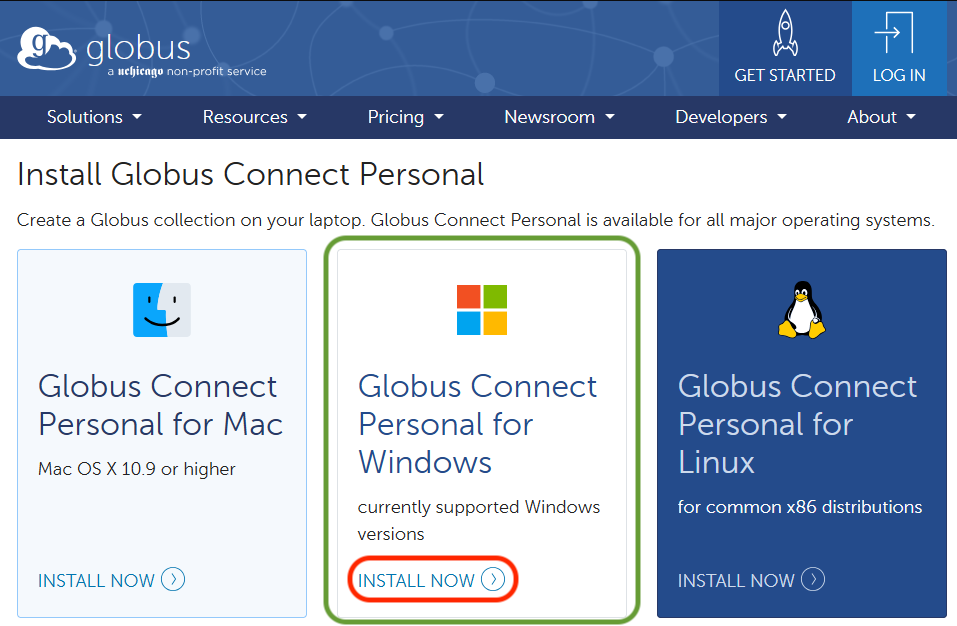 globus
a uchicago non-profit service
GET STARTED
LOG IN
Solutions
Resources
Pricing
Newsroom
Developers
About
Install Globus Connect Personal
Create a Globus collection on your laptop. Globus Connect Personal is available for all major operating systems.
Globus Connect
Personal for Mac
Mac OS X 10.9 or higher
INSTALL NOW
Globus Connect
Personal for
Windows
currently supported Windows
versions
INSTALL NOW
Globus Connect
Personal for
Linux
for common x86 distributions
INSTALL NOW